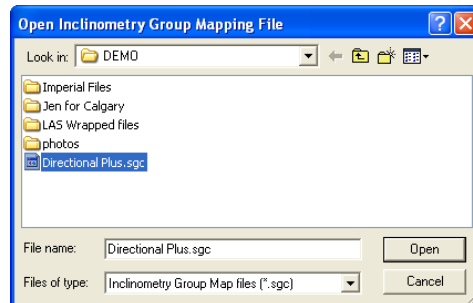 Open Inclinometry Group Mapping File
Look in: DEMO
Imperial Files
Jen for Calgary
LAS Wrapped files
photos
Directional Plus.sgc
File name: Directional Plus.sgc Open
Files of type: Inclinometry Group Map files (*.sgc) Cancel